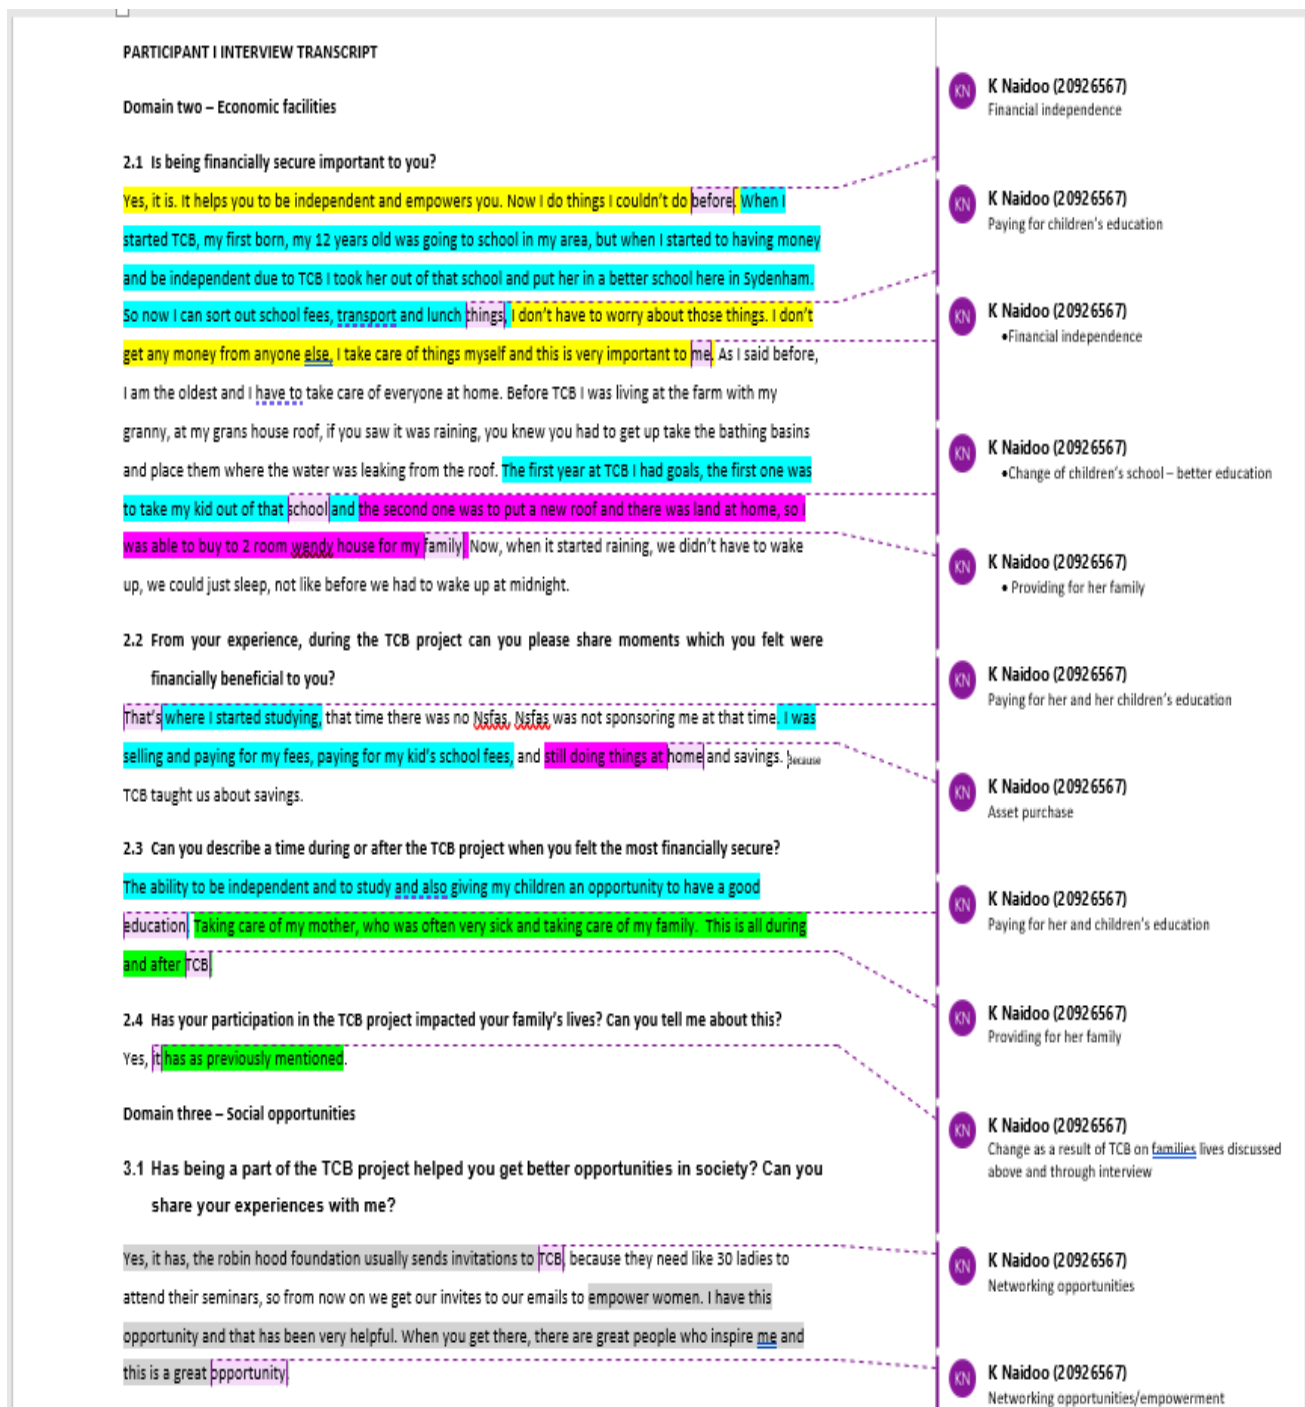 PARTICIPANT I INTERVIEW TRANSCRIPT
Domain two – Economic facilities
2.1 Is being financially secure important to you?
Yes, it is. It helps you to be independent and empowers you. Now I do things I couldn't do before. When I
started TCB, my first born, my 12 years old was going to school in my area, but when I started to having money
and be independent due to TCB I took her out of that school and put her in a better school here in Sydenham.
So now I can sort out school fees, transport and lunch things, I don't have to worry about those things. I don't
get any money from anyone else, I take care of things myself and this is very important to me. As I said before,
I am the oldest and I have to take care of everyone at home. Before TCB I was living at the farm with my
granny, at my grans house roof, if you saw it was raining, you knew you had to get up take the bathing basins
and place them where the water was leaking from the roof. The first year at TCB I had goals, the first one was
to take my kid out of that school and the second one was to put a new roof and there was land at home, so I
was able to buy to 2 room wendy house for my family. Now, when it started raining, we didn't have to wake
up, we could just sleep, not like before we had to wake up at midnight.
2.2 From your experience, during the TCB project can you please share moments which you felt were
financially beneficial to you?
That's where I started studying, that time there was no Nsfas, Nsfas was not sponsoring me at that time. I was
selling and paying for my fees, paying for my kid's school fees, and still doing things at home and savings. Because
TCB taught us about savings.
2.3 Can you describe a time during or after the TCB project when you felt the most financially secure?
The ability to be independent and to study and also giving my children an opportunity to have a good
education. Taking care of my mother, who was often very sick and taking care of my family. This is all during
and after TCB.
2.4 Has your participation in the TCB project impacted your family's lives? Can you tell me about this?
Yes, it has as previously mentioned.
Domain three – Social opportunities
3.1 Has being a part of the TCB project helped you get better opportunities in society? Can you
share your experiences with me?
Yes, it has, the robin hood foundation usually sends invitations to TCB, because they need like 30 ladies to
attend their seminars, so from now on we get our invites to our emails to empower women. I have this
opportunity and that has been very helpful. When you get there, there are great people who inspire me and
this is a great opportunity.
KN K Naidoo (20926567)
Financial independence
KN K Naidoo (20926567)
Paying for children's education
KN K Naidoo (20926567)
•Financial independence
KN K Naidoo (20926567)
•Change of children's school – better education
KN K Naidoo (20926567)
• Providing for her family
KN K Naidoo (20926567)
Paying for her and her children's education
KN K Naidoo (20926567)
Asset purchase
KN K Naidoo (20926567)
Paying for her and children's education
KN K Naidoo (20926567)
Providing for her family
KN K Naidoo (20926567)
Change as a result of TCB on families lives discussed
above and through interview
KN K Naidoo (20926567)
Networking opportunities
KN K Naidoo (20926567)
Networking opportunities/empowerment